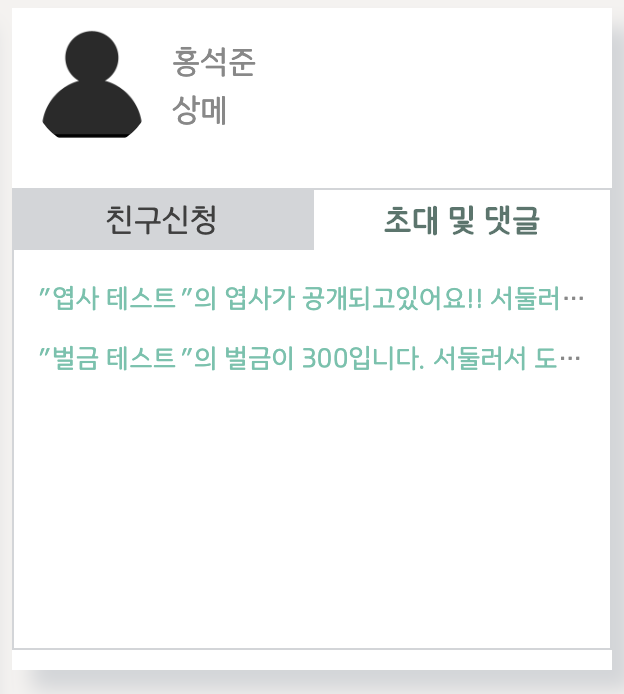 홍석준
상메
친구신청
초대 및 댓글
"엽사 테스트 "의 엽사가 공개되고있어요!! 서둘러…
"벌금 테스트 "의 벌금이 300입니다. 서둘러서 도…